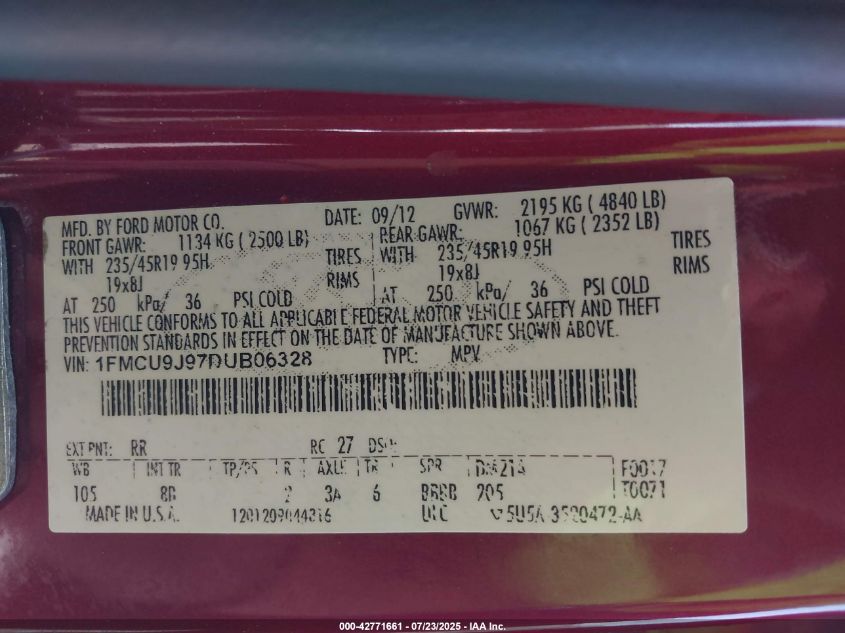 MFD. BY FORD MOTOR CO. DATE: 09/12 GVWR: 2195 KG ( 4840 LB)
FRONT GAWR: 1134 KG ( 2500 LB) REAR GAWR: 1067 KG ( 2352 LB)
WITH 235/45R19 95H TIRES WITH 235/45R19 95H TIRES
19x8J RIMS 19x8J RIMS
AT 250 kPa/ 36 PSI COLD AT 250 kPa/ 36 PSI COLD
THIS VEHICLE CONFORMS TO ALL APPLICABLE FEDERAL MOTOR VEHICLE SAFETY AND THEFT
PREVENTION STANDARDS IN EFFECT ON THE DATE OF MANUFACTURE SHOWN ABOVE.
VIN: 1FMCU9J97DUB06328 TYPE: MPV
EXT PNT: RR RC 27 DSO:
WB INT TR TP/PS R AXLE TR SPR F0017
105 8B 2 3A 6 BBBB T0071
MADE IN U.S.A. UTC
000-42771661 - 07/23/2025 - IAA Inc.